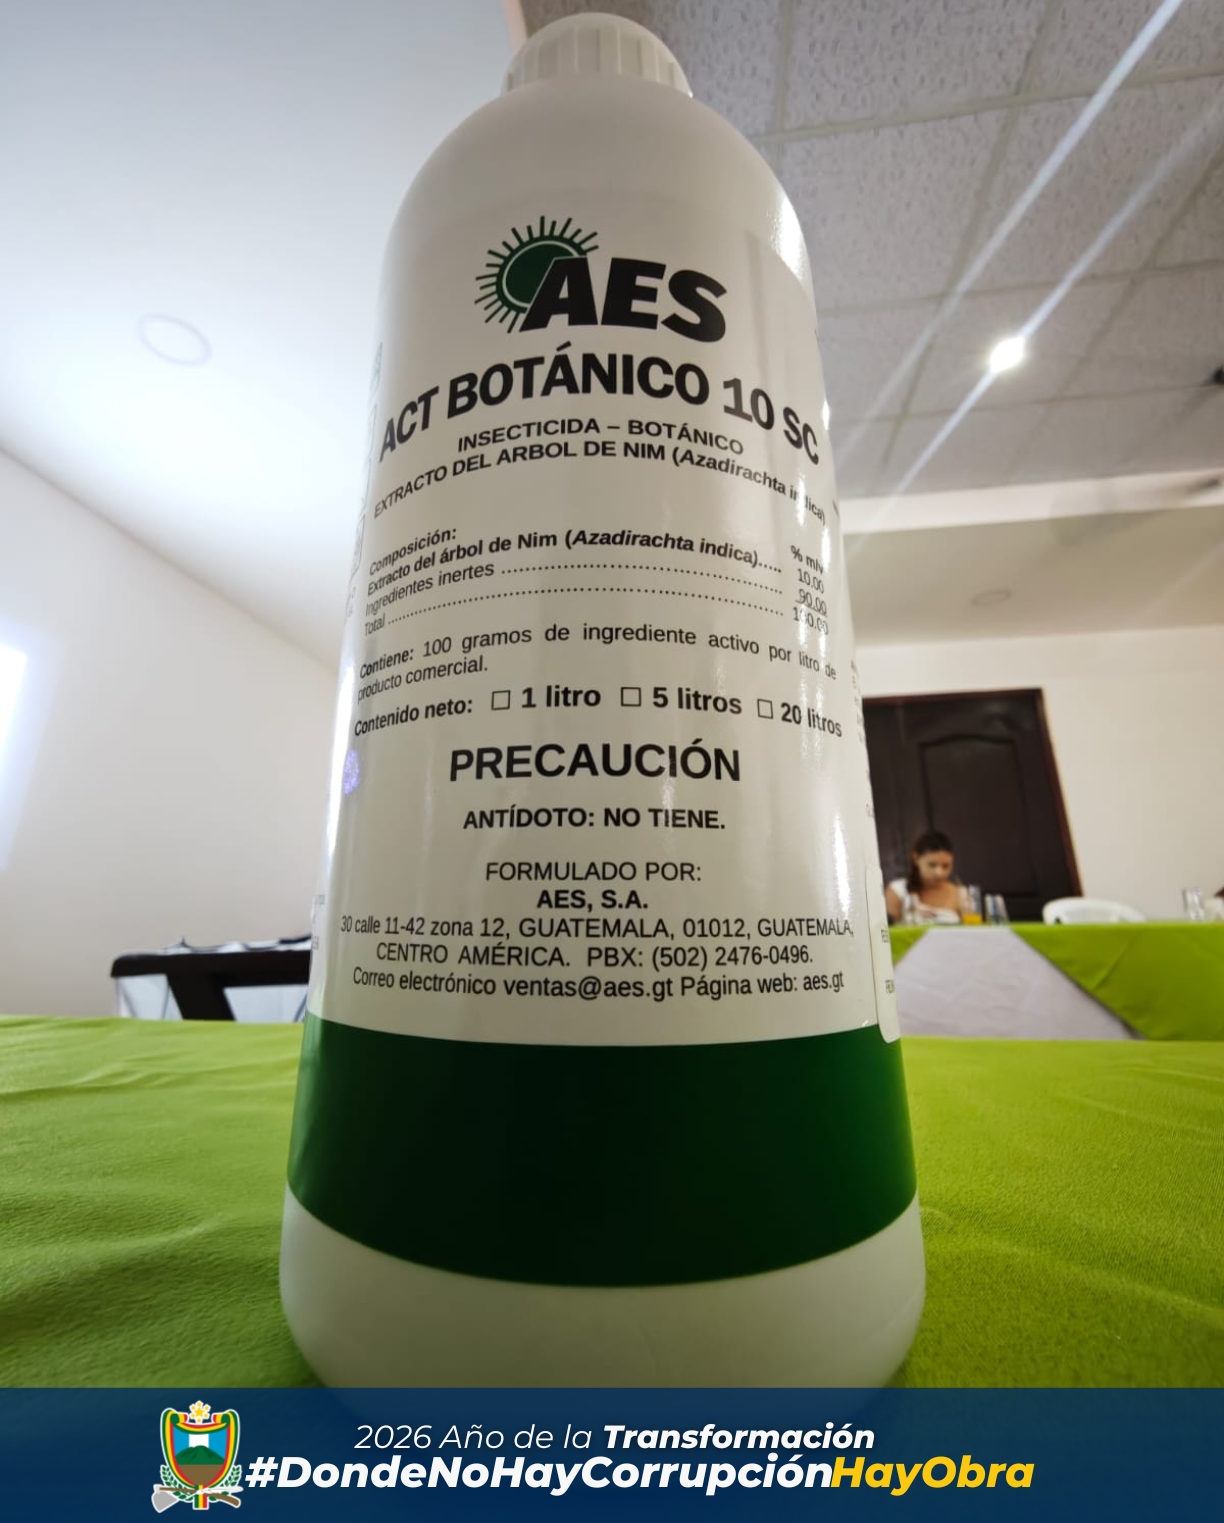 AES
ACT BOTÁNICO 10 SC
INSECTICIDA – BOTÁNICO
EXTRACTO DEL ARBOL DE NIM (Azadirachta indica)
Composición: % m/v
Extracto del árbol de Nim (Azadirachta indica)..... 10.00
Ingredientes inertes ........................................ 90.00
Total ........................................................ 100.00
Contiene: 100 gramos de ingrediente activo por litro de
producto comercial.
Contenido neto: ☐ 1 litro ☐ 5 litros ☐ 20 litros
PRECAUCIÓN
ANTÍDOTO: NO TIENE.
FORMULADO POR:
AES, S.A.
30 calle 11-42 zona 12, GUATEMALA, 01012, GUATEMALA,
CENTRO AMÉRICA. PBX: (502) 2476-0496.
Correo electrónico ventas@aes.gt Página web: aes.gt
2026 Año de la Transformación
#DondeNoHayCorrupciónHayObra